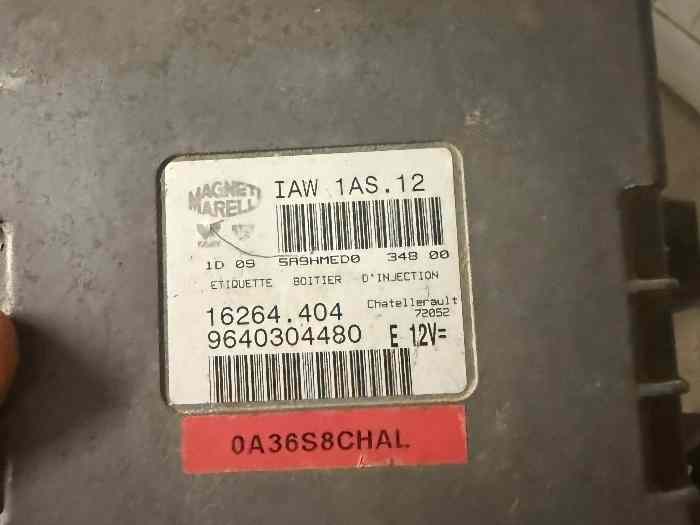 MAGNETI
MARELLI
IAW 1AS.12
1D 09 5A9HMED0 348 00
ETIQUETTE BOITIER D'INJECTION
16264.404
Chatellerault
72052
9640304480
E 12V=
0A36S8CHAL